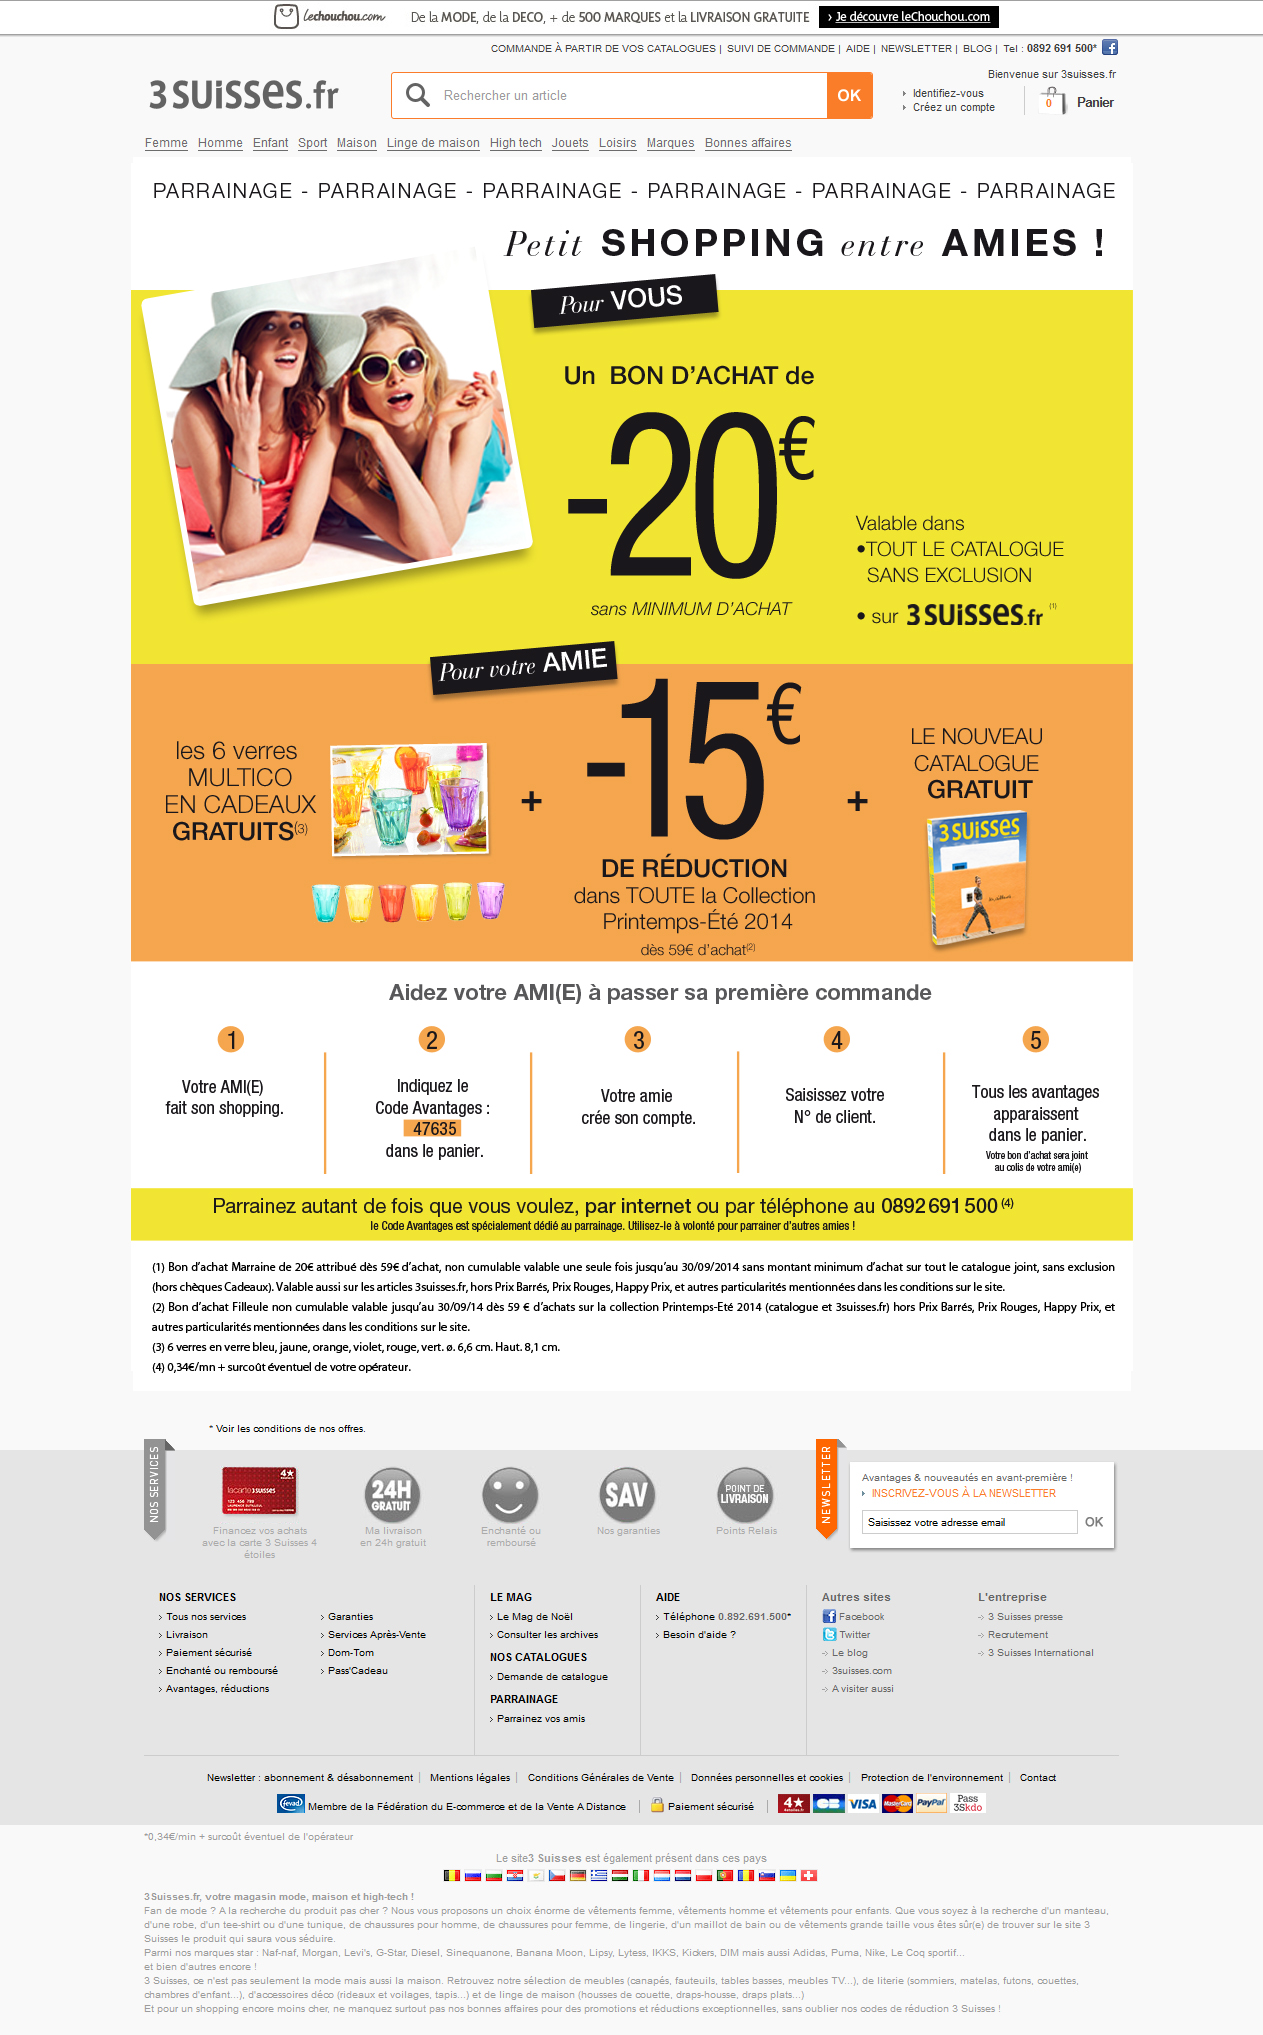 lechouchou.com De la MODE, de la DECO, + de 500 MARQUES et la LIVRAISON GRATUITE › Je découvre leChouchou.com
COMMANDE À PARTIR DE VOS CATALOGUES | SUIVI DE COMMANDE | AIDE | NEWSLETTER | BLOG | Tel : 0892 691 500*
Bienvenue sur 3suisses.fr
3SUISSES.fr
Rechercher un article OK
Identifiez-vous
Créez un compte
0 Panier
Femme Homme Enfant Sport Maison Linge de maison High tech Jouets Loisirs Marques Bonnes affaires
PARRAINAGE - PARRAINAGE - PARRAINAGE - PARRAINAGE - PARRAINAGE - PARRAINAGE
Petit SHOPPING entre AMIES !
Pour VOUS
Un BON D'ACHAT de
-20€
sans MINIMUM D'ACHAT
Valable dans
•TOUT LE CATALOGUE
SANS EXCLUSION
• sur 3SUISSES.fr (1)
Pour votre AMIE
les 6 verres
MULTICO
EN CADEAUX
GRATUITS(3)
+
-15€
DE RÉDUCTION
dans TOUTE la Collection
Printemps-Été 2014
dès 59€ d'achat(2)
+
LE NOUVEAU
CATALOGUE
GRATUIT
3SUISSES
Aidez votre AMI(E) à passer sa première commande
1
Votre AMI(E)
fait son shopping.
2
Indiquez le
Code Avantages :
47635
dans le panier.
3
Votre amie
crée son compte.
4
Saisissez votre
N° de client.
5
Tous les avantages
apparaissent
dans le panier.
Votre bon d'achat sera joint
au colis de votre ami(e)
Parrainez autant de fois que vous voulez, par internet ou par téléphone au 0892 691 500 (4)
le Code Avantages est spécialement dédié au parrainage. Utilisez-le à volonté pour parrainer d'autres amies !
(1) Bon d'achat Marraine de 20€ attribué dès 59€ d'achat, non cumulable valable une seule fois jusqu'au 30/09/2014 sans montant minimum d'achat sur tout le catalogue joint, sans exclusion
(hors chèques Cadeaux). Valable aussi sur les articles 3suisses.fr, hors Prix Barrés, Prix Rouges, Happy Prix, et autres particularités mentionnées dans les conditions sur le site.
(2) Bon d'achat Filleule non cumulable valable jusqu'au 30/09/14 dès 59 € d'achats sur la collection Printemps-Eté 2014 (catalogue et 3suisses.fr) hors Prix Barrés, Prix Rouges, Happy Prix, et
autres particularités mentionnées dans les conditions sur le site.
(3) 6 verres en verre bleu, jaune, orange, violet, rouge, vert. ø. 6,6 cm. Haut. 8,1 cm.
(4) 0,34€/mn + surcoût éventuel de votre opérateur.
* Voir les conditions de nos offres.
NOS SERVICES
lacarte3SUISSES
4★
Financez vos achats
avec la carte 3 Suisses 4
étoiles
24H
GRATUIT
Ma livraison
en 24h gratuit
Enchanté ou
remboursé
SAV
Nos garanties
POINT DE
LIVRAISON
Points Relais
NEWSLETTER
Avantages & nouveautés en avant-première !
INSCRIVEZ-VOUS À LA NEWSLETTER
Saisissez votre adresse email OK
NOS SERVICES
Tous nos services
Livraison
Paiement sécurisé
Enchanté ou remboursé
Avantages, réductions
Garanties
Services Après-Vente
Dom-Tom
Pass'Cadeau
LE MAG
Le Mag de Noël
Consulter les archives
NOS CATALOGUES
Demande de catalogue
PARRAINAGE
Parrainez vos amis
AIDE
Téléphone 0.892.691.500*
Besoin d'aide ?
Autres sites
Facebook
Twitter
Le blog
3suisses.com
A visiter aussi
L'entreprise
3 Suisses presse
Recrutement
3 Suisses International
Newsletter : abonnement & désabonnement | Mentions légales | Conditions Générales de Vente | Données personnelles et cookies | Protection de l'environnement | Contact
fevad Membre de la Fédération du E-commerce et de la Vente A Distance | Paiement sécurisé | 4★ CB VISA MasterCard PayPal Pass 3Skdo
*0,34€/min + surcoût éventuel de l'opérateur
Le site3 Suisses est également présent dans ces pays
3Suisses.fr, votre magasin mode, maison et high-tech !
Fan de mode ? A la recherche du produit pas cher ? Nous vous proposons un choix énorme de vêtements femme, vêtements homme et vêtements pour enfants. Que vous soyez à la recherche d'un manteau,
d'une robe, d'un tee-shirt ou d'une tunique, de chaussures pour homme, de chaussures pour femme, de lingerie, d'un maillot de bain ou de vêtements grande taille vous êtes sûr(e) de trouver sur le site 3
Suisses le produit qui saura vous séduire.
Parmi nos marques star : Naf-naf, Morgan, Levi's, G-Star, Diesel, Sinequanone, Banana Moon, Lipsy, Lytess, IKKS, Kickers, DIM mais aussi Adidas, Puma, Nike, Le Coq sportif...
et bien d'autres encore !
3 Suisses, ce n'est pas seulement la mode mais aussi la maison. Retrouvez notre sélection de meubles (canapés, fauteuils, tables basses, meubles TV...), de literie (sommiers, matelas, futons, couettes,
chambres d'enfant...), d'accessoires déco (rideaux et voilages, tapis...) et de linge de maison (housses de couette, draps-housse, draps plats...)
Et pour un shopping encore moins cher, ne manquez surtout pas nos bonnes affaires pour des promotions et réductions exceptionnelles, sans oublier nos codes de réduction 3 Suisses !